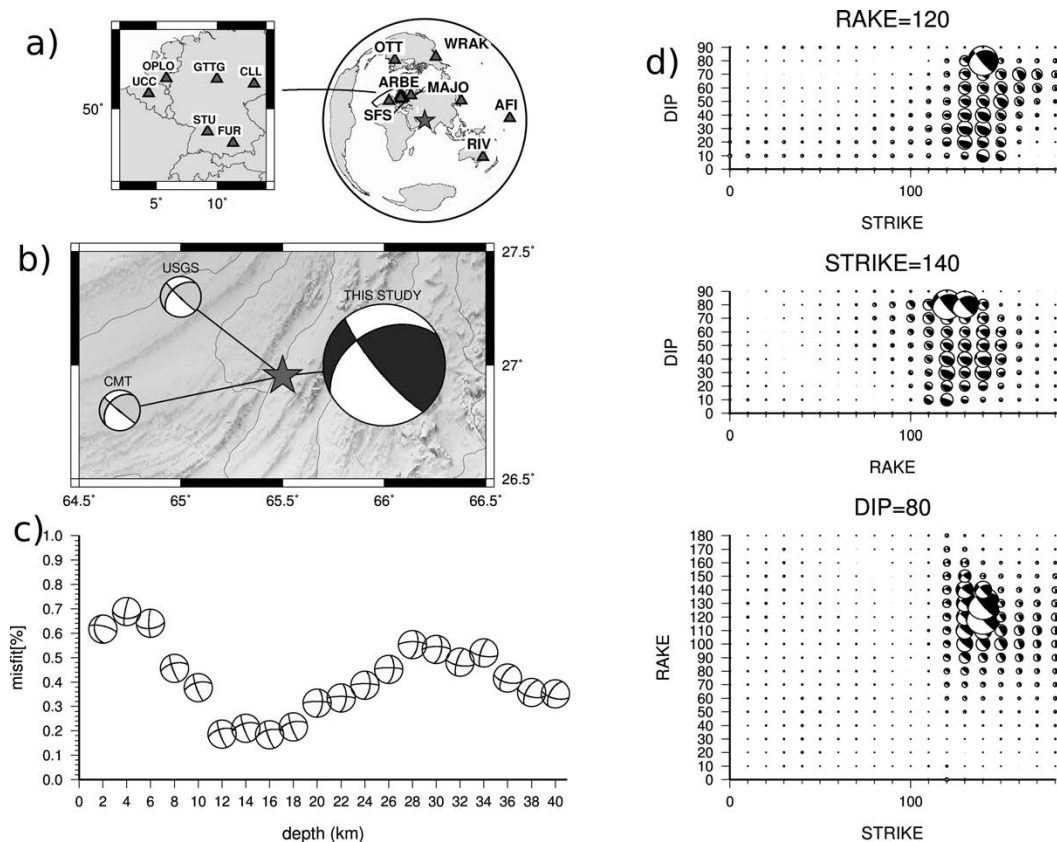 a)
OPLO
GTTG
CLL
UCC
STU
FUR
50˚
5˚ 10˚
OTT
WRAK
ARBE
MAJO
SFS
AFI
RIV
b)
USGS
THIS STUDY
CMT
27.5˚
27˚
26.5˚
64.5˚ 65˚ 65.5˚ 66˚ 66.5˚
c)
misfit[%]
1.0
0.9
0.8
0.7
0.6
0.5
0.4
0.3
0.2
0.1
0.0
0 2 4 6 8 10 12 14 16 18 20 22 24 26 28 30 32 34 36 38 40
depth (km)
d)
RAKE=120
DIP
90
80
70
60
50
40
30
20
10
0
0 100
STRIKE
STRIKE=140
DIP
90
80
70
60
50
40
30
20
10
0
0 100
RAKE
DIP=80
RAKE
180
170
160
150
140
130
120
110
100
90
80
70
60
50
40
30
20
10
0
0 100
STRIKE